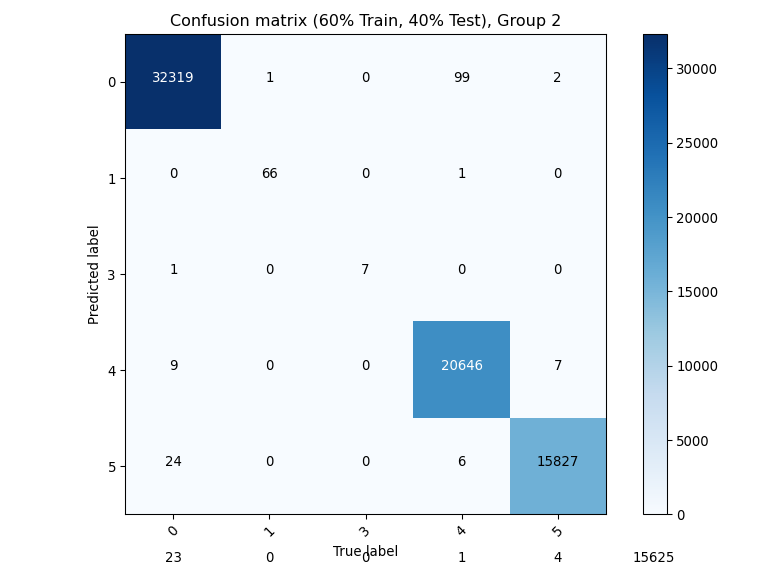 Confusion matrix (60% Train, 40% Test), Group 2
0 32319 1 0 99 2
1 0 66 0 1 0
3 1 0 7 0 0
4 9 0 0 20646 7
5 24 0 0 6 15827
0 1 3 4 5
True label
23 0 0 1 4 15625
Predicted label
30000
25000
20000
15000
10000
5000
0